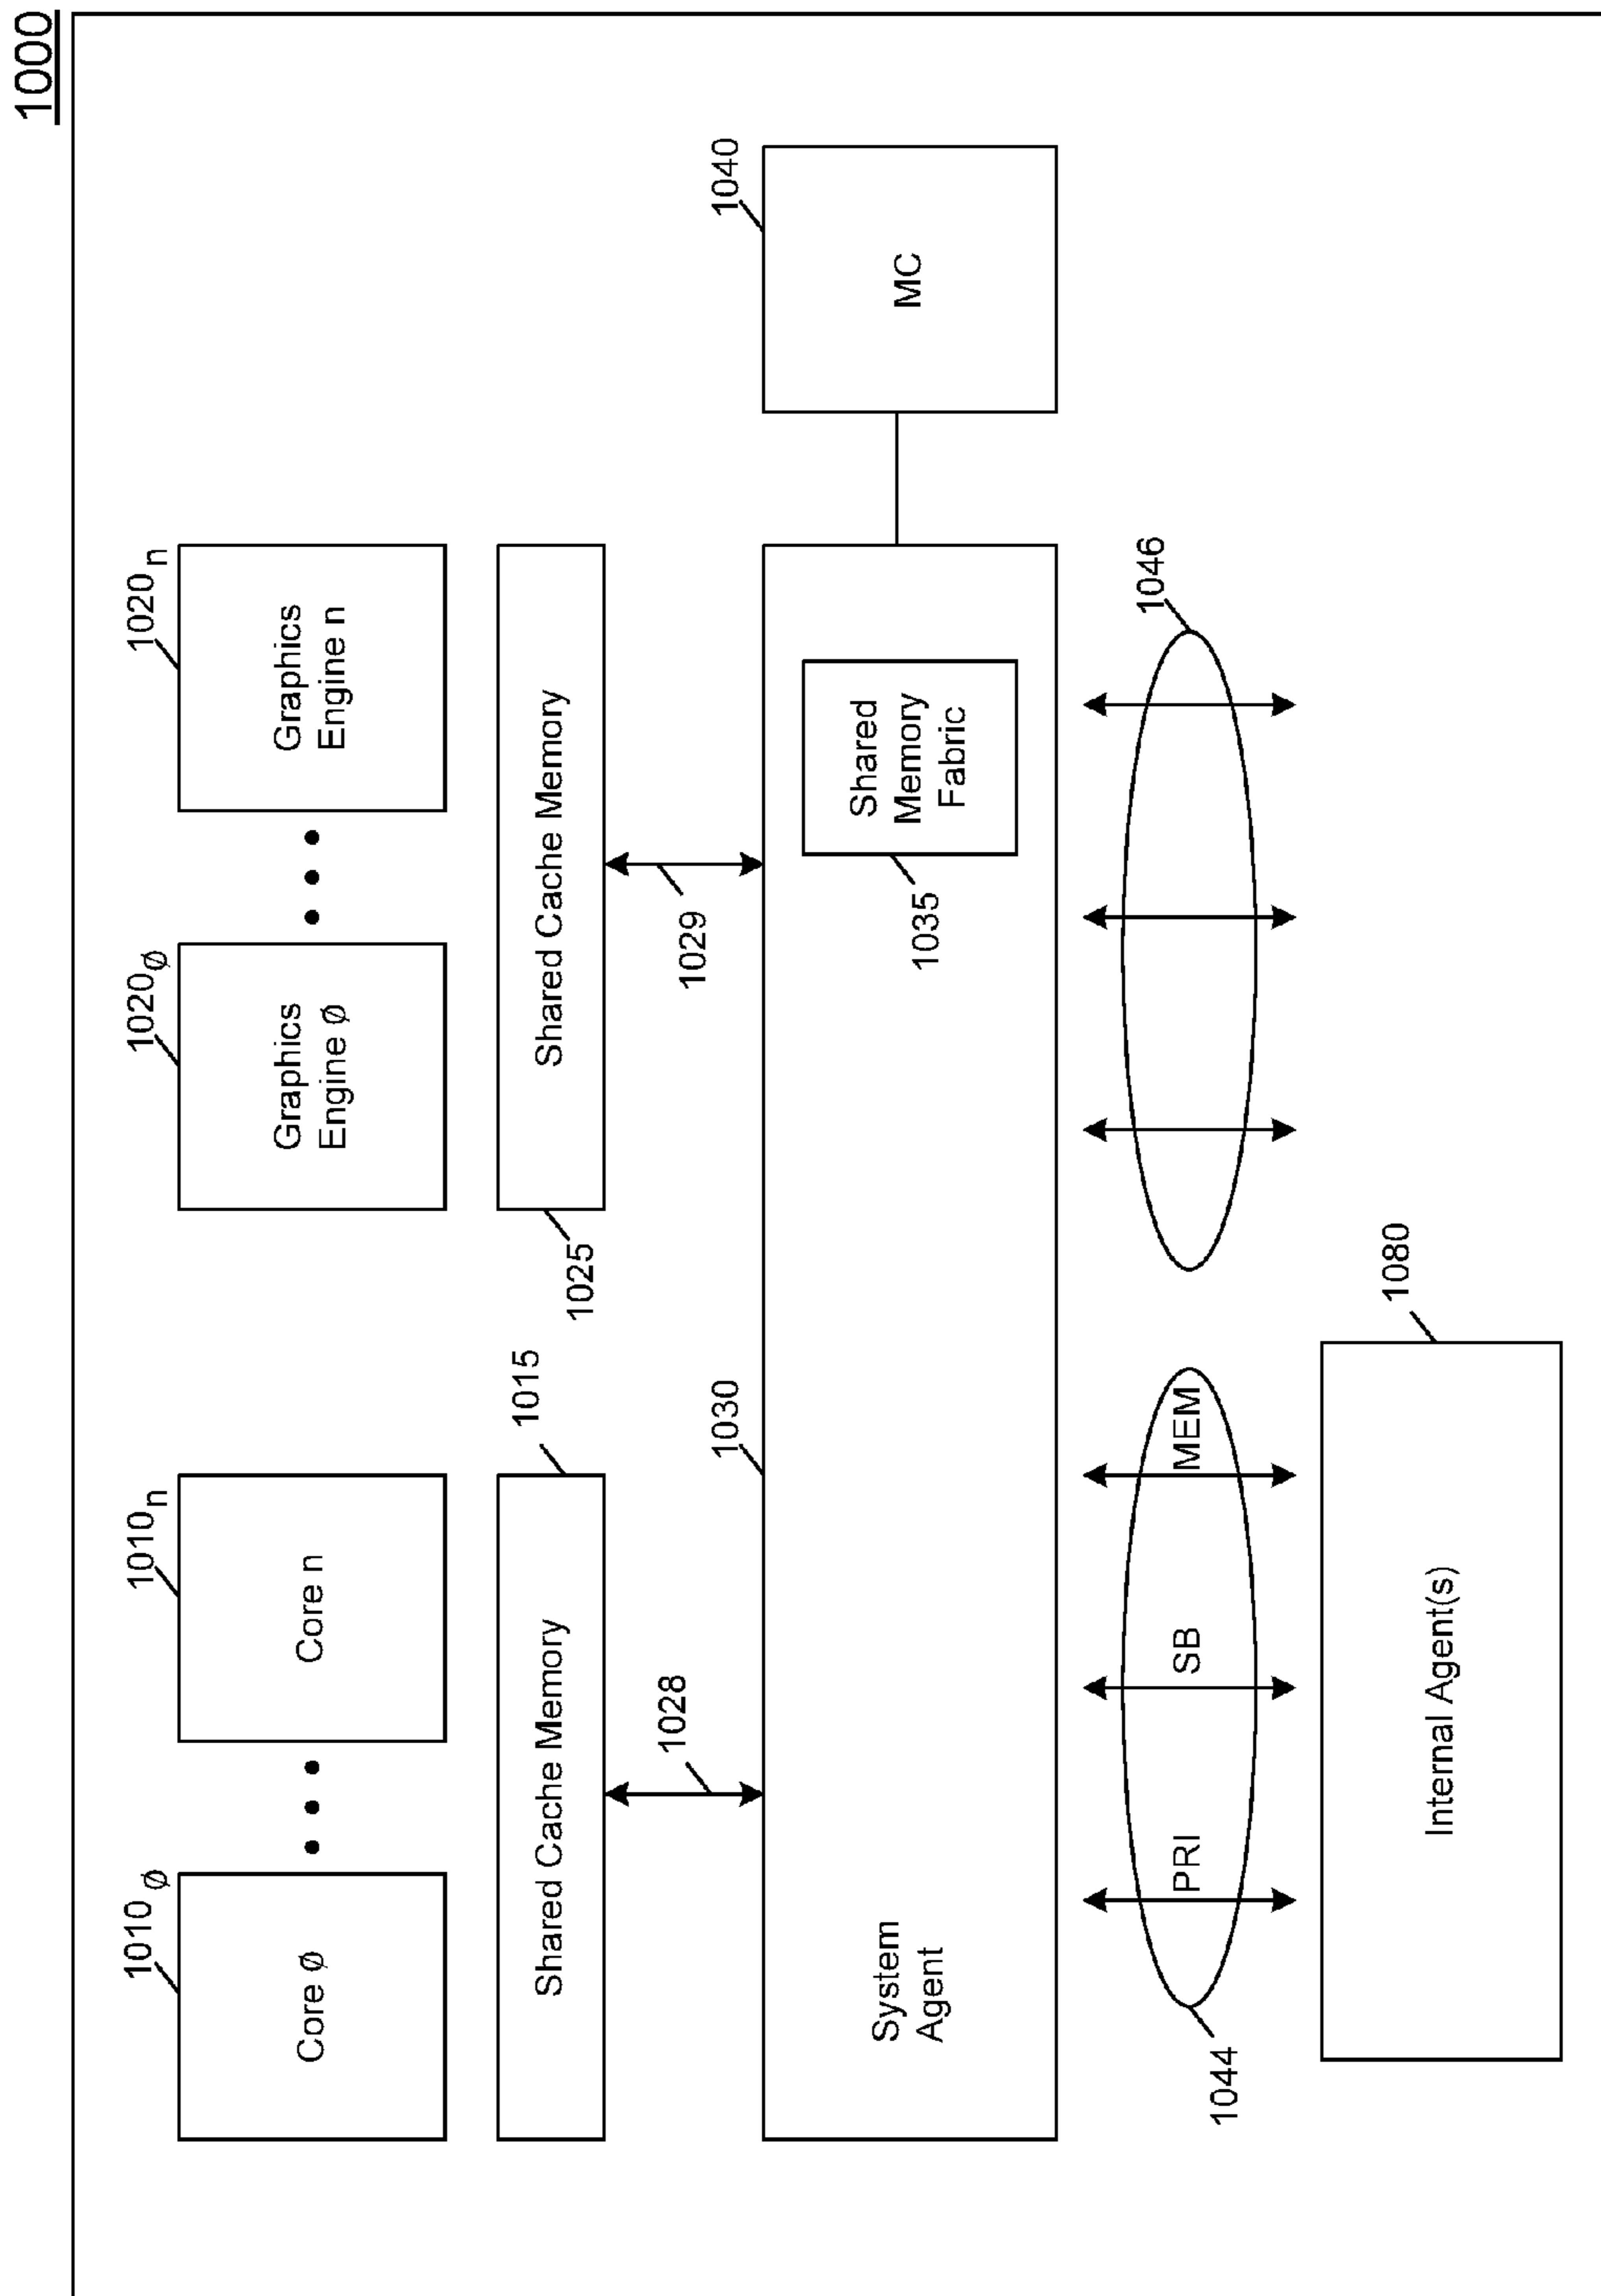 1000
1010ø
1010n
1020ø
1020n
Core ø
Core n
Graphics
Engine ø
Graphics
Engine n
1015
1025
Shared Cache Memory
Shared Cache Memory
1028
1029
1030
1040
System
Agent
Shared
Memory
Fabric
1035
MC
PRI
SB
MEM
1044
1046
1080
Internal Agent(s)